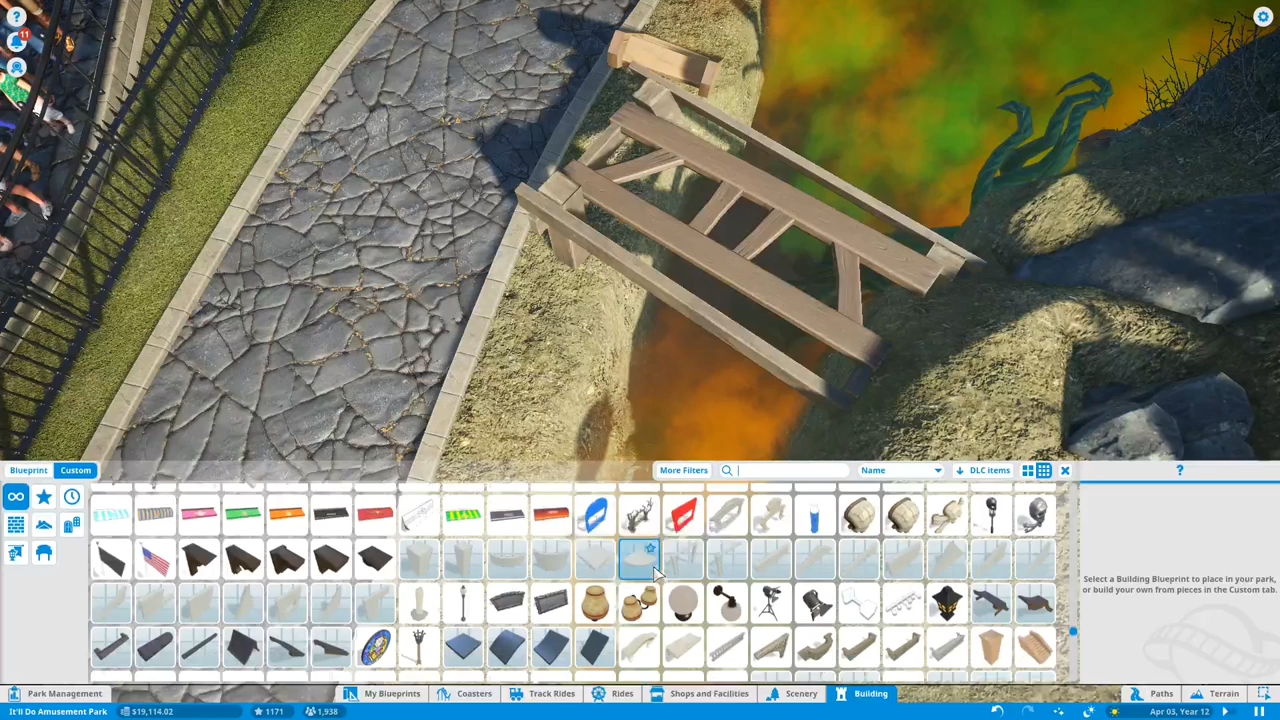 ?
11
Blueprint
Custom
More Filters
Name
DLC items
?
Select a Building Blueprint to place in your park,
or build your own from pieces in the Custom tab.
Park Management
My Blueprints
Coasters
Track Rides
Rides
Shops and Facilities
Scenery
Building
Paths
Terrain
It'll Do Amusement Park
$19,114.02
1171
1,938
Apr 03, Year 12